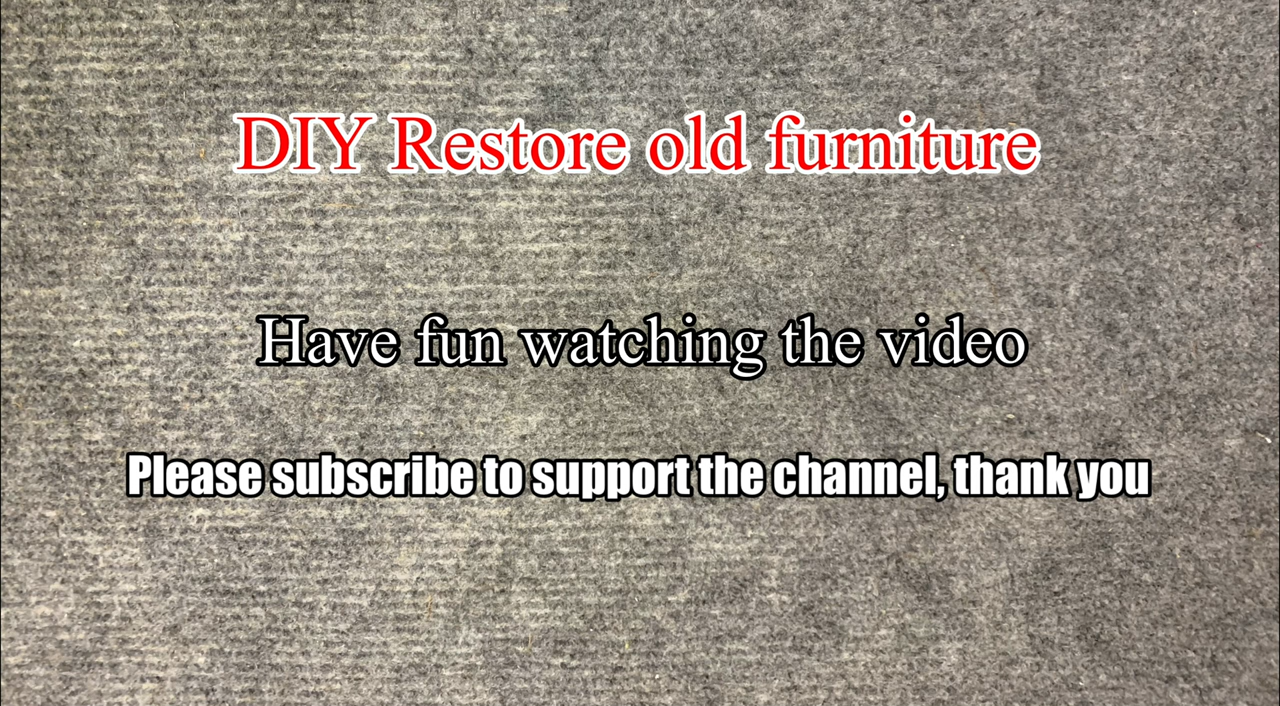 DIY Restore old furniture
Have fun watching the video
Please subscribe to support the channel, thank you